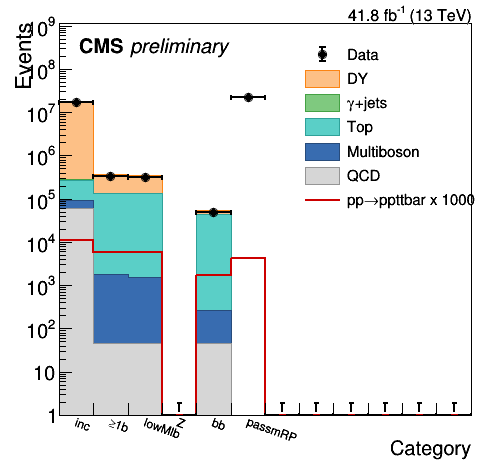 41.8 fb⁻¹ (13 TeV)
Events
10⁹
10⁸
10⁷
10⁶
10⁵
10⁴
10³
10²
10
1
CMS preliminary
Data
DY
γ+jets
Top
Multiboson
QCD
pp→ppttbar x 1000
inc
≥1b
lowMlb
Z
bb
passmRP
Category